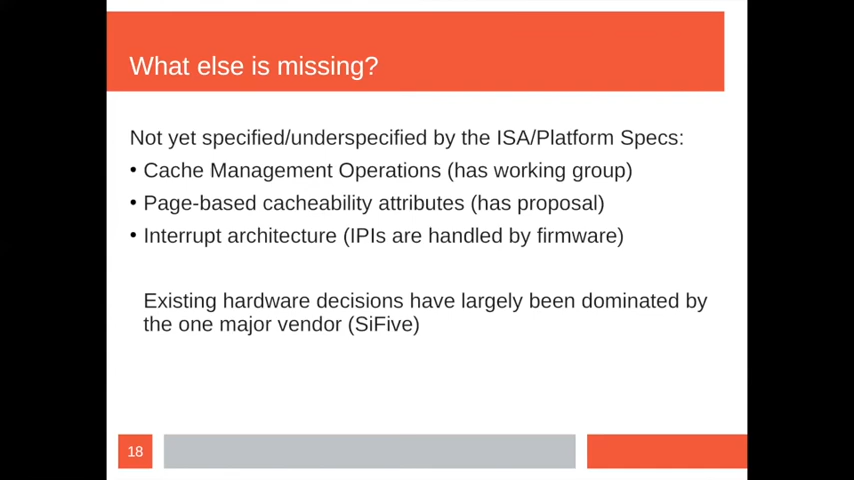 What else is missing?
Not yet specified/underspecified by the ISA/Platform Specs:
• Cache Management Operations (has working group)
• Page-based cacheability attributes (has proposal)
• Interrupt architecture (IPIs are handled by firmware)
Existing hardware decisions have largely been dominated by
the one major vendor (SiFive)
18